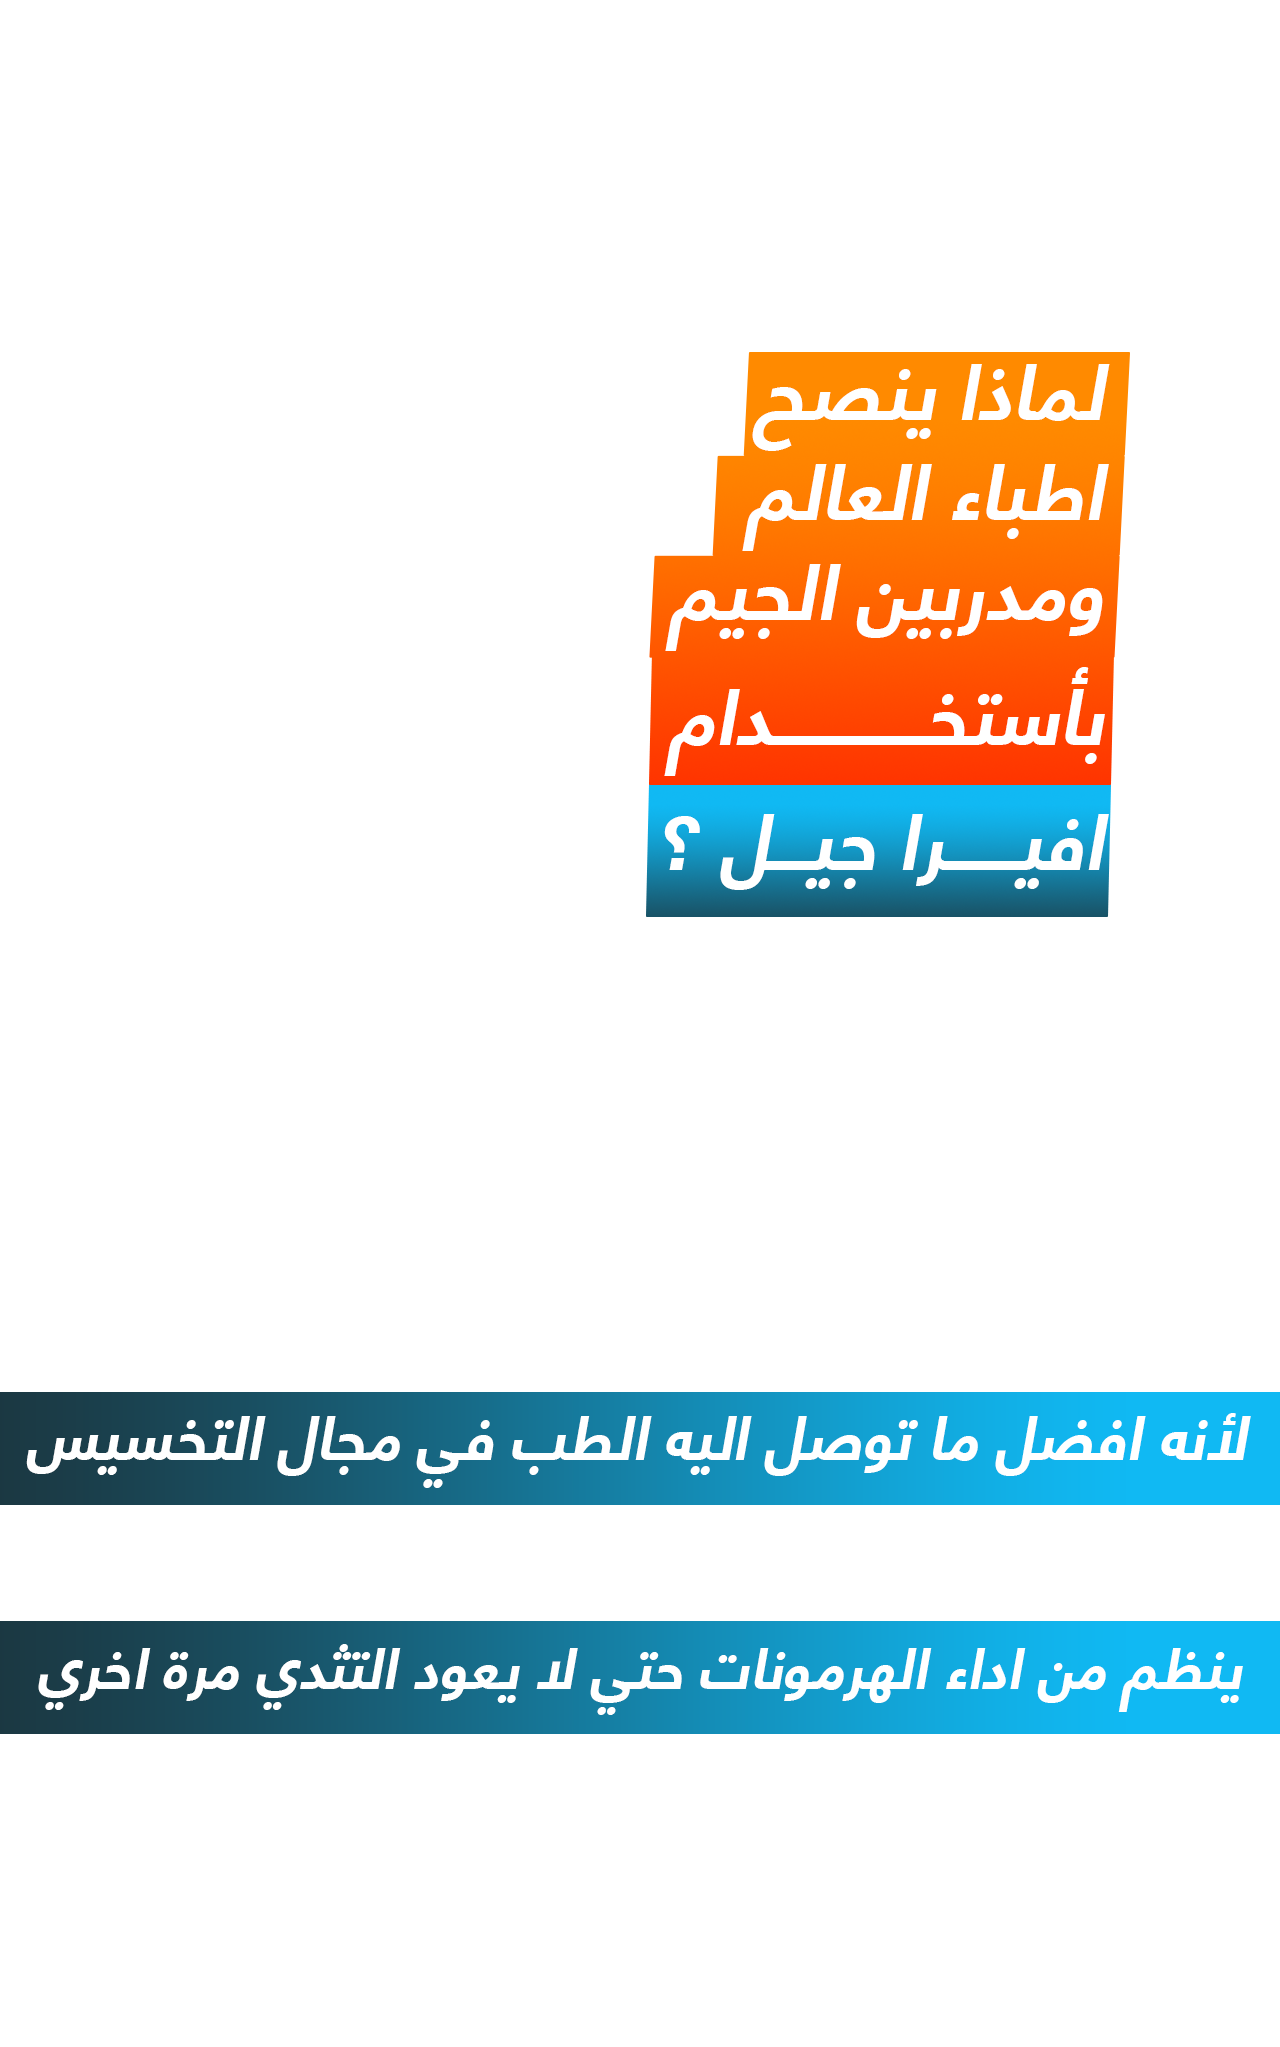 لماذا ينصح
اطباء العالم
ومدربين الجيم
بأستخـــــــدام
افيـــرا جيــل ؟
لأنه افضل ما توصل اليه الطب في مجال التخسيس
ينظم من اداء الهرمونات حتي لا يعود التثدي مرة اخري